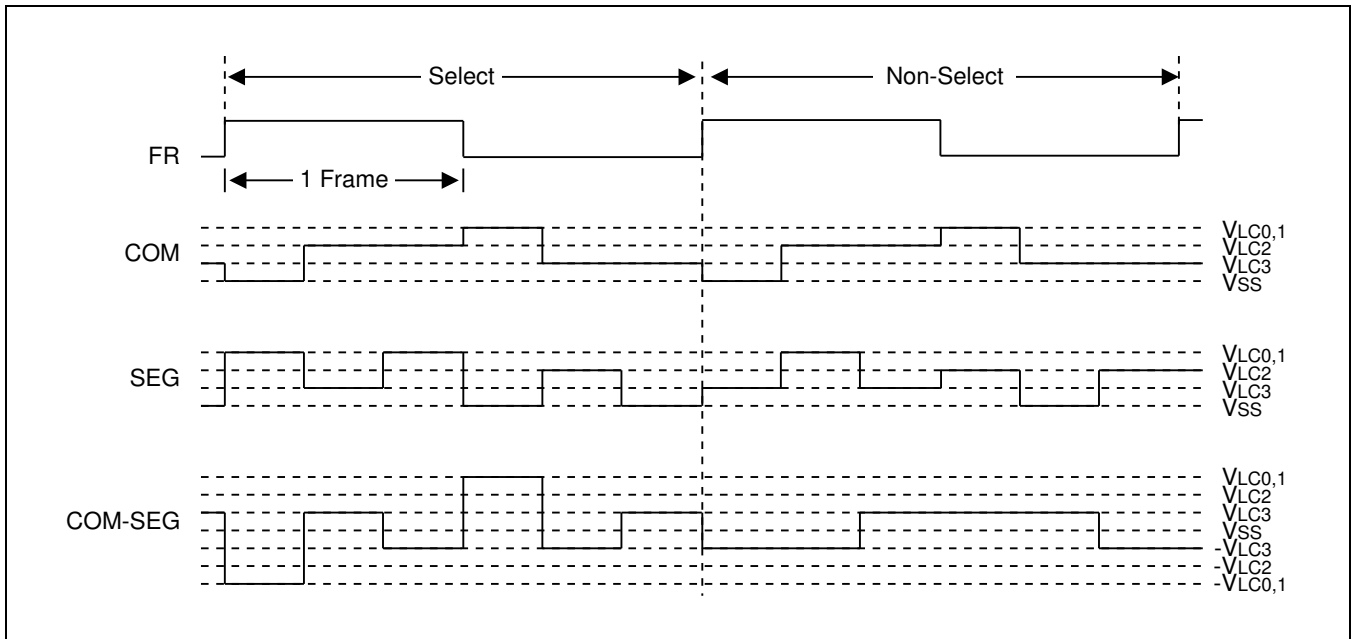 Select
Non-Select
FR
1 Frame
COM
VLC0,1
VLC2
VLC3
VSS
SEG
VLC0,1
VLC2
VLC3
VSS
COM-SEG
VLC0,1
VLC2
VLC3
VSS
-VLC3
-VLC2
-VLC0,1